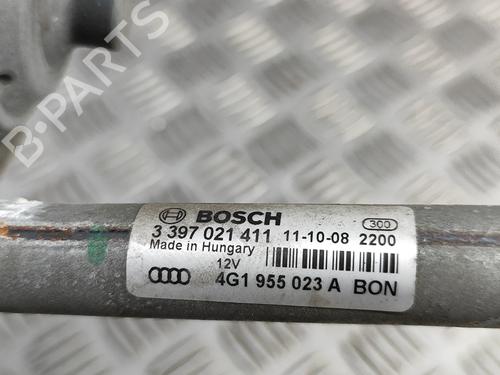 BOSCH
3 397 021 411 11-10-08 2200
300
Made in Hungary
12V
4G1 955 023 A BON
B-PARTS